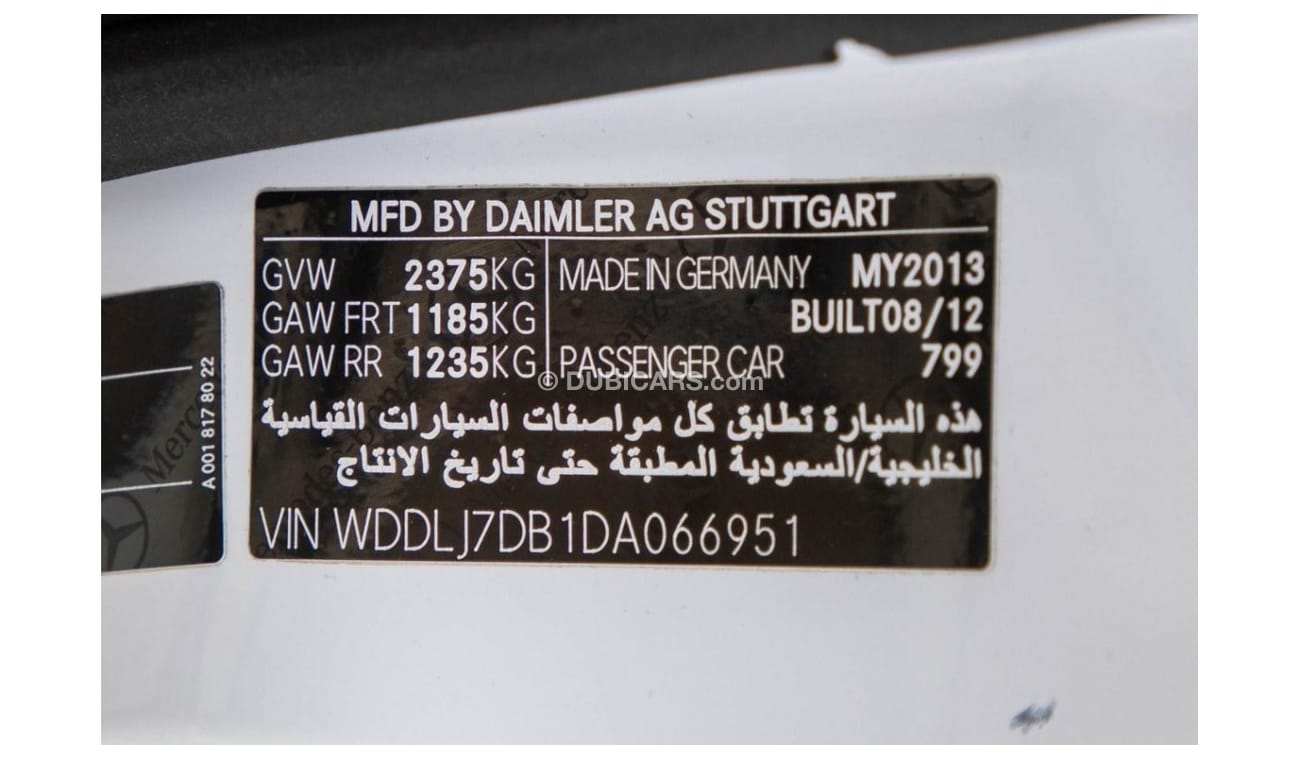 MFD BY DAIMLER AG STUTTGART
GVW 2375KG MADE IN GERMANY MY2013
GAW FRT 1185KG BUILT08/12
GAW RR 1235KG PASSENGER CAR 799
© DUBICARS.com
هذه السيارة تطابق كل مواصفات السيارات القياسية
الخليجية/السعودية المطبقة حتى تاريخ الانتاج
VIN WDDLJ7DB1DA066951
A 001 817 80 22